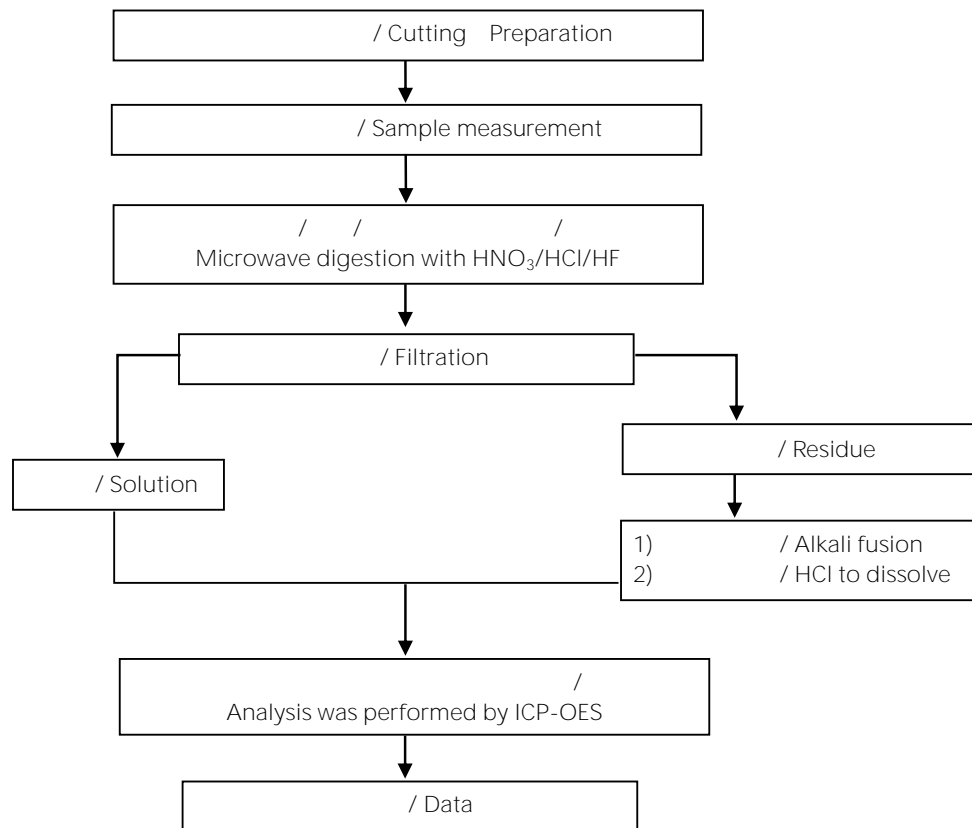 / Cutting Preparation
/ Sample measurement
/ / /
Microwave digestion with HNO₃/HCl/HF
/ Filtration
/ Residue
/ Solution
1) / Alkali fusion
2) / HCl to dissolve
/
Analysis was performed by ICP-OES
/ Data